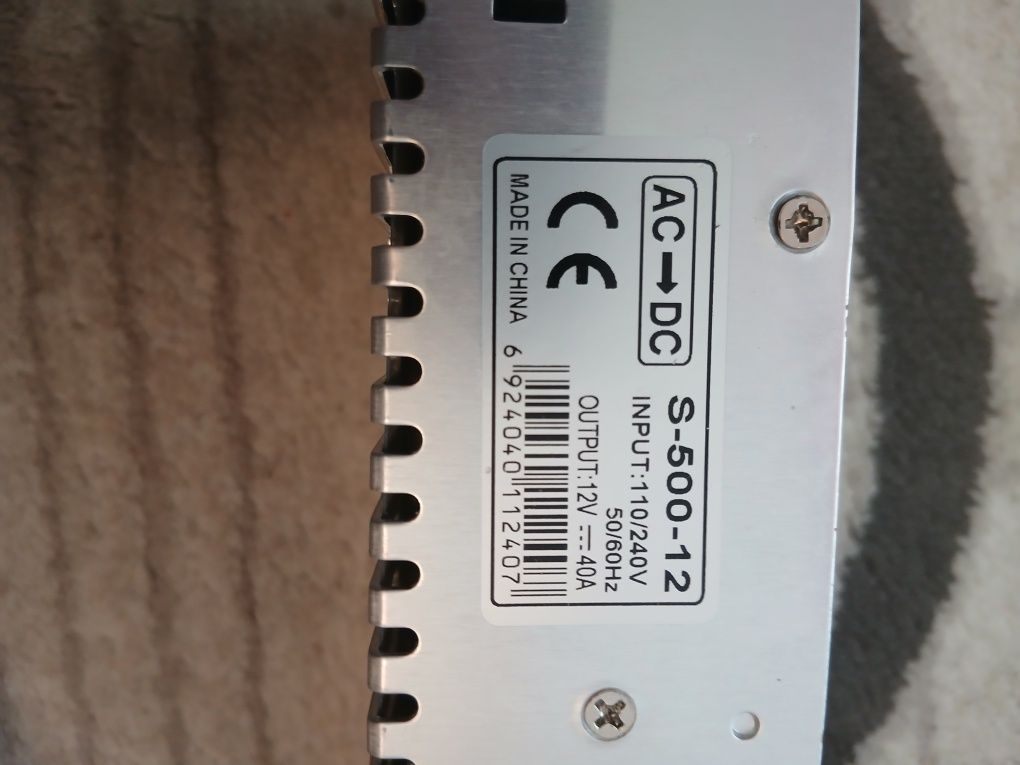 AC→DC
S-500-12
INPUT:110/240V
50/60Hz
OUTPUT:12V⎓40A
CE
MADE IN CHINA
6 924040 112407